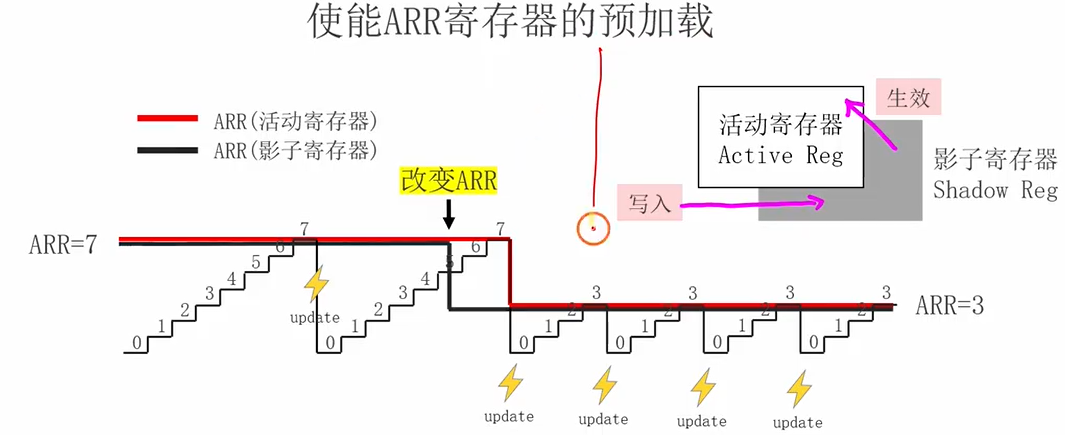 使能ARR寄存器的预加载
ARR(活动寄存器)
ARR(影子寄存器)
改变ARR
活动寄存器
Active Reg
生效
影子寄存器
Shadow Reg
写入
ARR=7
0 1 2 3 4 5 6 7
update
0 1 2 3 4 5 6 7
ARR=3
0 1 2 3
update
0 1 2 3
update
0 1 2 3
update
0 1 2 3
update